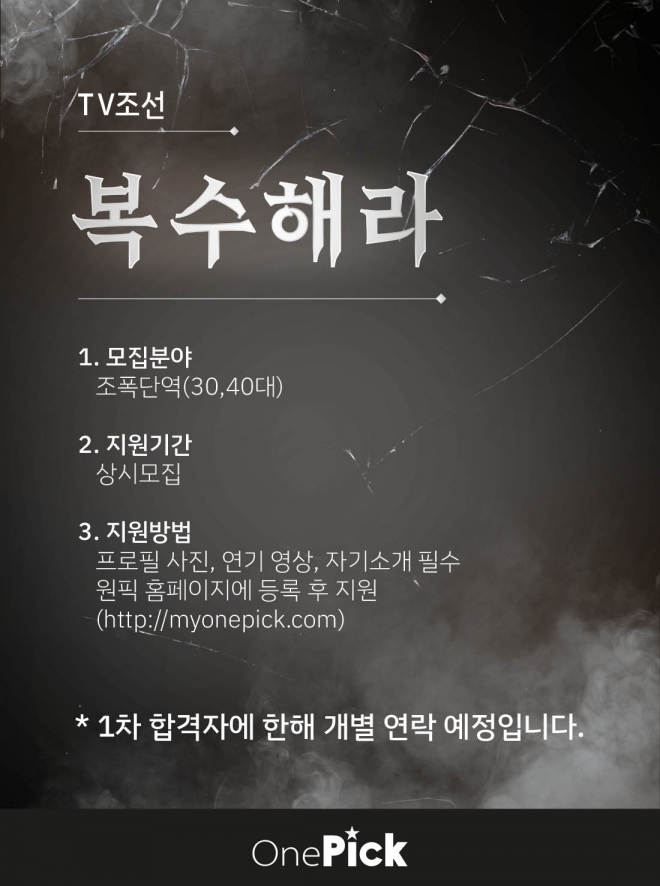 TV조선
복수해라
1. 모집분야
조폭단역(30,40대)
2. 지원기간
상시모집
3. 지원방법
프로필 사진, 연기 영상, 자기소개 필수
원픽 홈페이지에 등록 후 지원
(http://myonepick.com)
* 1차 합격자에 한해 개별 연락 예정입니다.
OnePick